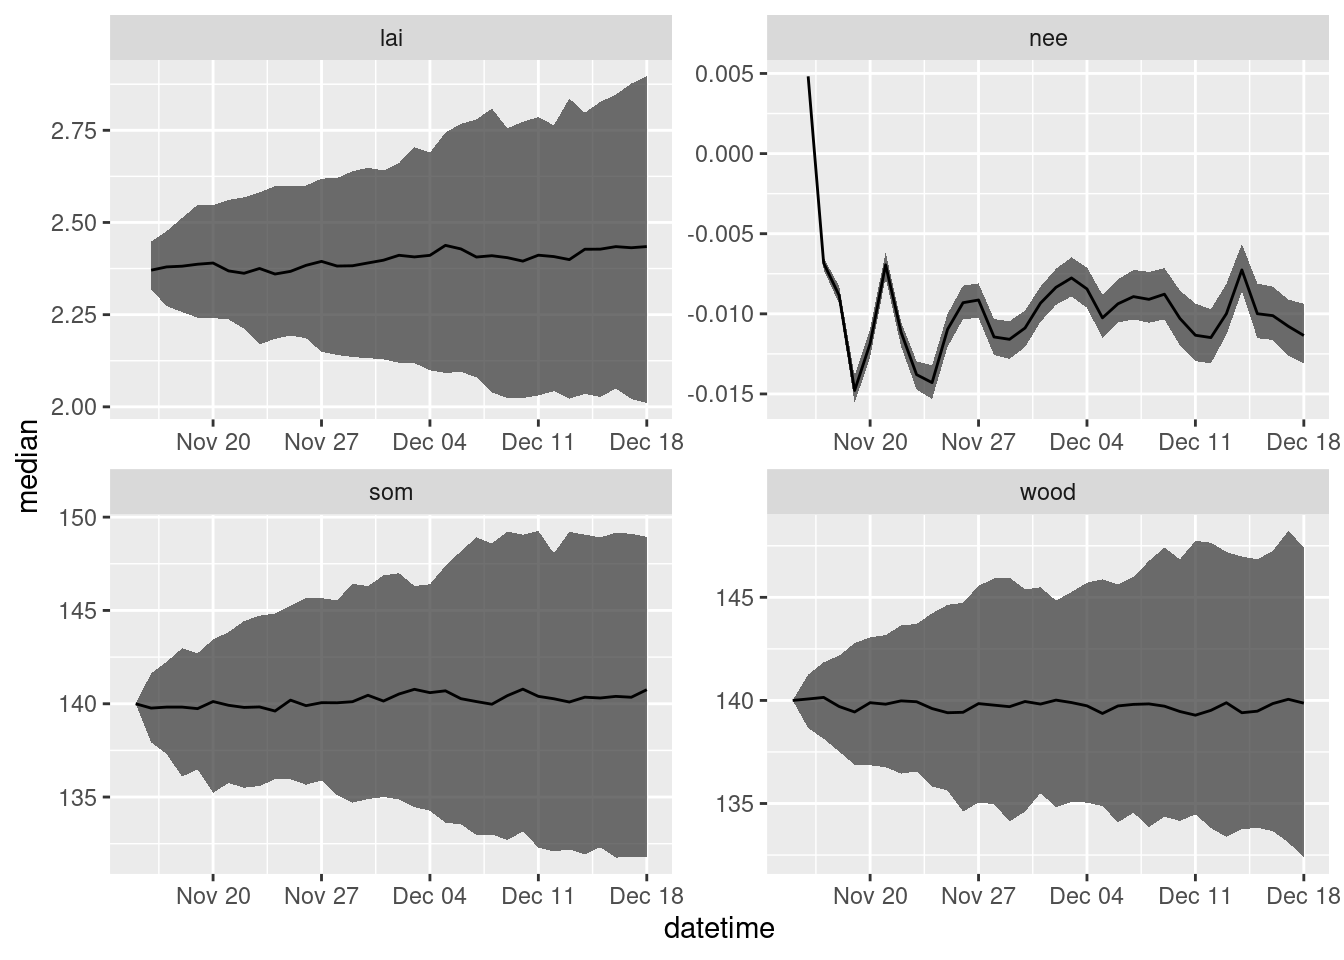 lai
nee
2.75
2.50
2.25
2.00
0.005
0.000
-0.005
-0.010
-0.015
Nov 20 Nov 27 Dec 04 Dec 11 Dec 18
Nov 20 Nov 27 Dec 04 Dec 11 Dec 18
median
som
wood
150
145
140
135
145
140
135
Nov 20 Nov 27 Dec 04 Dec 11 Dec 18
Nov 20 Nov 27 Dec 04 Dec 11 Dec 18
datetime